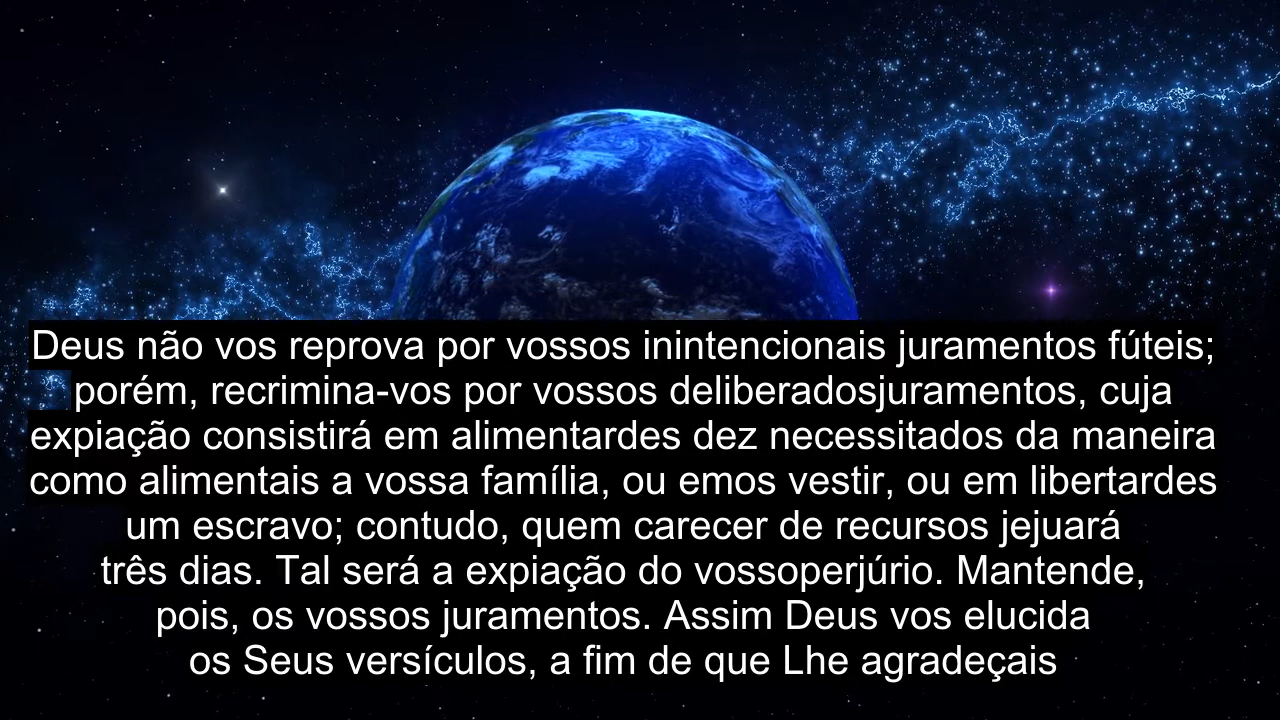 Deus não vos reprova por vossos inintencionais juramentos fúteis;
porém, recrimina-vos por vossos deliberadosjuramentos, cuja
expiação consistirá em alimentardes dez necessitados da maneira
como alimentais a vossa família, ou emos vestir, ou em libertardes
um escravo; contudo, quem carecer de recursos jejuará
três dias. Tal será a expiação do vossoperjúrio. Mantende,
pois, os vossos juramentos. Assim Deus vos elucida
os Seus versículos, a fim de que Lhe agradeçais